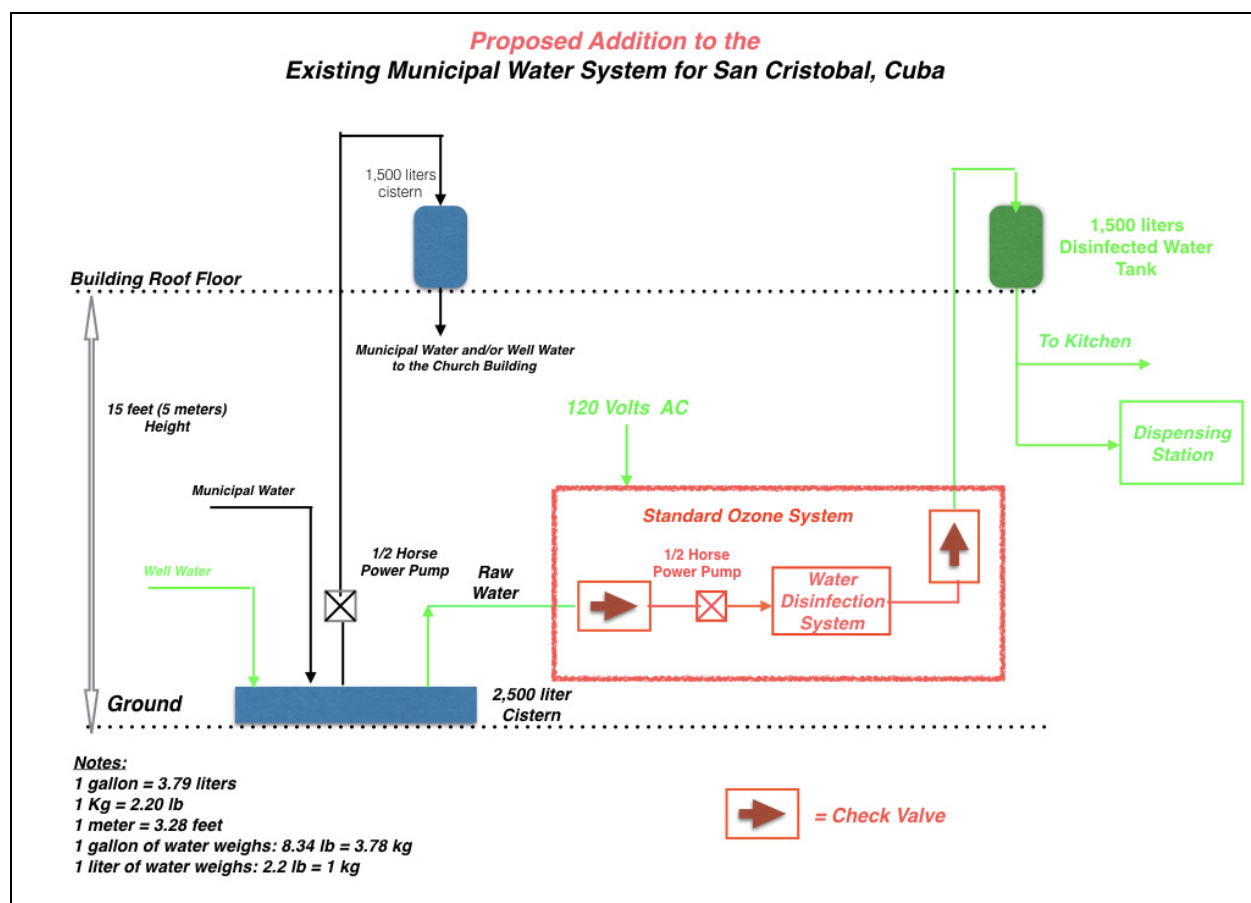 Proposed Addition to the
Existing Municipal Water System for San Cristobal, Cuba
1,500 liters
cistern
1,500 liters
Disinfected Water
Tank
Building Roof Floor
Municipal Water and/or Well Water
to the Church Building
To Kitchen
15 feet (5 meters)
Height
120 Volts AC
Dispensing
Station
Municipal Water
Standard Ozone System
Well Water
1/2 Horse
Power Pump
Raw
Water
1/2 Horse
Power Pump
Water
Disinfection
System
Ground
2,500 liter
Cistern
Notes:
1 gallon = 3.79 liters
1 Kg = 2.20 lb
1 meter = 3.28 feet
1 gallon of water weighs: 8.34 lb = 3.78 kg
1 liter of water weighs: 2.2 lb = 1 kg
= Check Valve